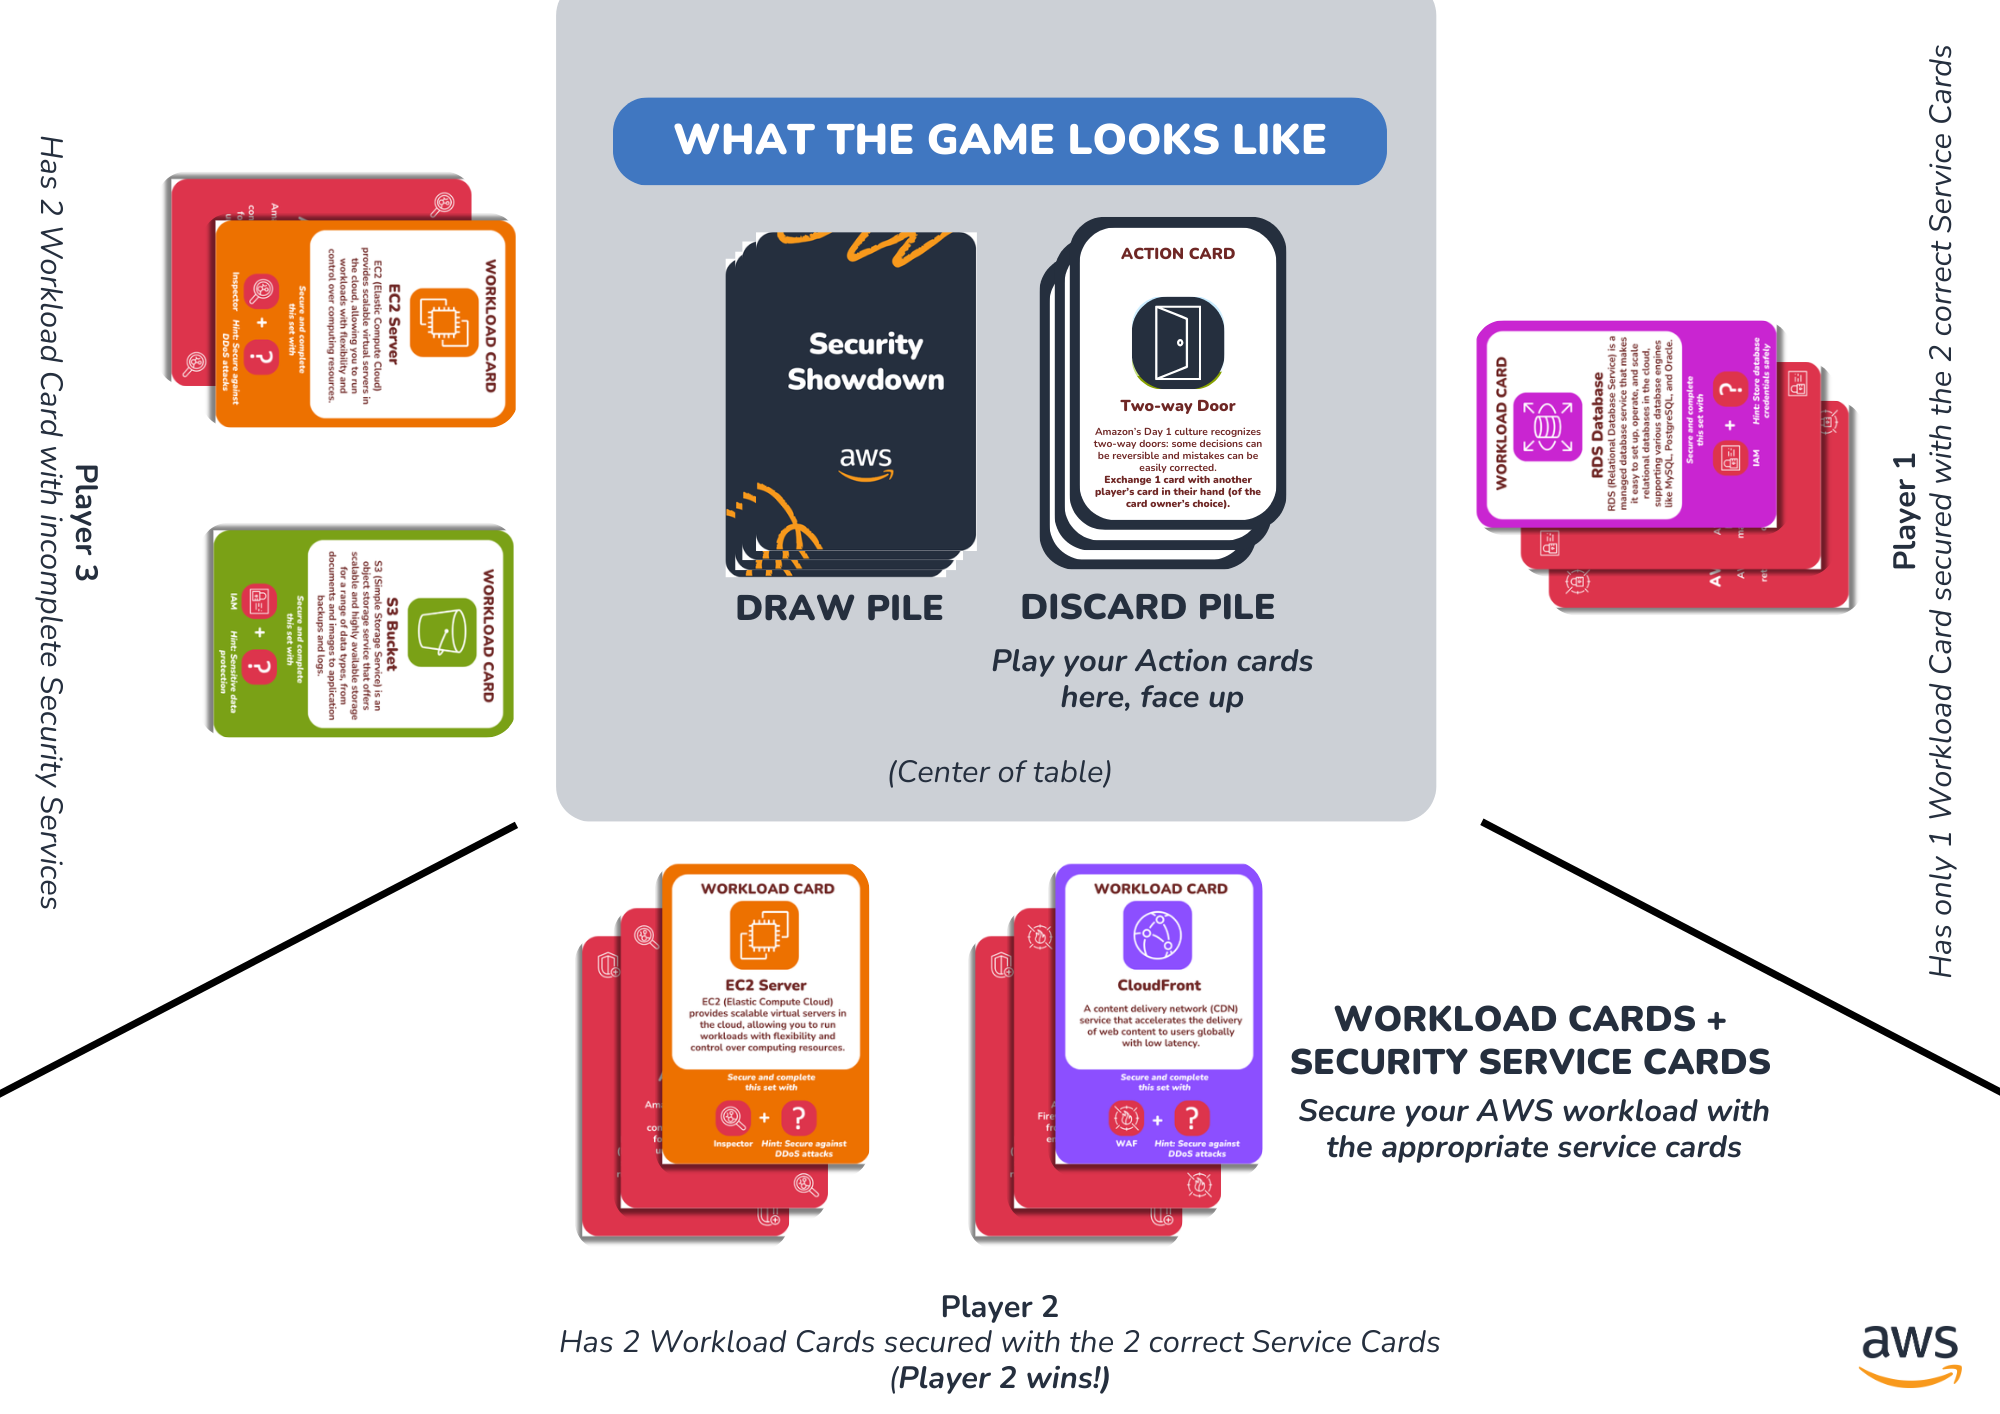 WHAT THE GAME LOOKS LIKE
Security
Showdown
aws
DRAW PILE
ACTION CARD
Two-way Door
Amazon's Day 1 culture recognizes
two-way doors: some decisions can
be reversible and mistakes can be
easily corrected.
Exchange 1 card with another
player's card in their hand (of the
card owner's choice).
DISCARD PILE
Play your Action cards
here, face up
(Center of table)
Player 3
Has 2 Workload Card with incomplete Security Services
WORKLOAD CARD
EC2 Server
EC2 (Elastic Compute Cloud)
provides scalable virtual servers in
the cloud, allowing you to run
workloads with flexibility and
control over computing resources.
Secure and complete
this set with
+
?
Inspector
Hint: Secure against
DDoS attacks
WORKLOAD CARD
S3 Bucket
S3 (Simple Storage Service) is an
object storage service that offers
scalable and highly available storage
for a range of data types, from
documents and images to application
backups and logs.
Secure and complete
this set with
+
?
IAM
Hint: Sensitive data
protection
Player 1
Has only 1 Workload Card secured with the 2 correct Service Cards
WORKLOAD CARD
RDS Database
RDS (Relational Database Service) is a
managed database service that makes
it easy to set up, operate, and scale
relational databases in the cloud,
supporting various database engines
like MySQL, PostgreSQL, and Oracle.
Secure and complete
this set with
+
?
IAM
Hint: Store database
credentials safely
WORKLOAD CARD
EC2 Server
EC2 (Elastic Compute Cloud)
provides scalable virtual servers in
the cloud, allowing you to run
workloads with flexibility and
control over computing resources.
Secure and complete
this set with
+
?
Inspector
Hint: Secure against
DDoS attacks
WORKLOAD CARD
CloudFront
A content delivery network (CDN)
service that accelerates the delivery
of web content to users globally
with low latency.
Secure and complete
this set with
+
?
WAF
Hint: Secure against
DDoS attacks
WORKLOAD CARDS +
SECURITY SERVICE CARDS
Secure your AWS workload with
the appropriate service cards
Player 2
Has 2 Workload Cards secured with the 2 correct Service Cards
(Player 2 wins!)
aws